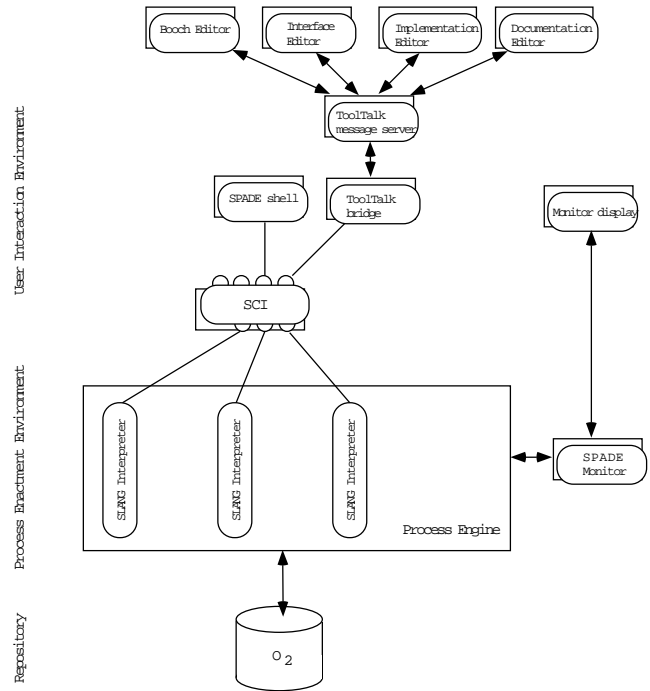 Booch Editor
Interface
Editor
Implementation
Editor
Documentation
Editor
ToolTalk
message server
SPADE shell
ToolTalk
bridge
Monitor display
SCI
SLANG Interpreter
SLANG Interpreter
SLANG Interpreter
Process Engine
SPADE
Monitor
O2
User Interaction Environment
Process Enactment Environment
Repository